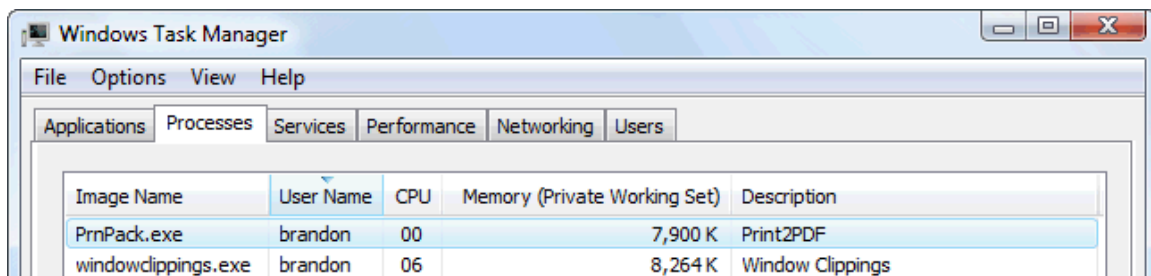 Windows Task Manager
File Options View Help
Applications Processes Services Performance Networking Users
Image Name User Name CPU Memory (Private Working Set) Description
PrnPack.exe brandon 00 7,900 K Print2PDF
windowclippings.exe brandon 06 8,264 K Window Clippings